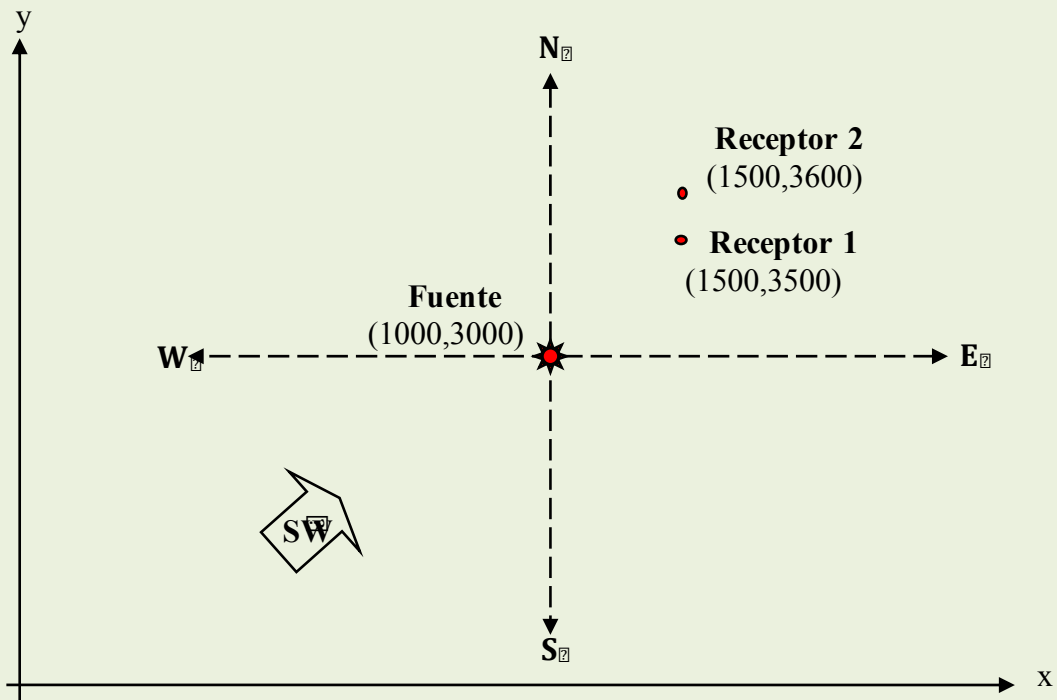 y
N
Receptor 2
(1500,3600)
Receptor 1
(1500,3500)
Fuente
(1000,3000)
W
E
SW
S
x